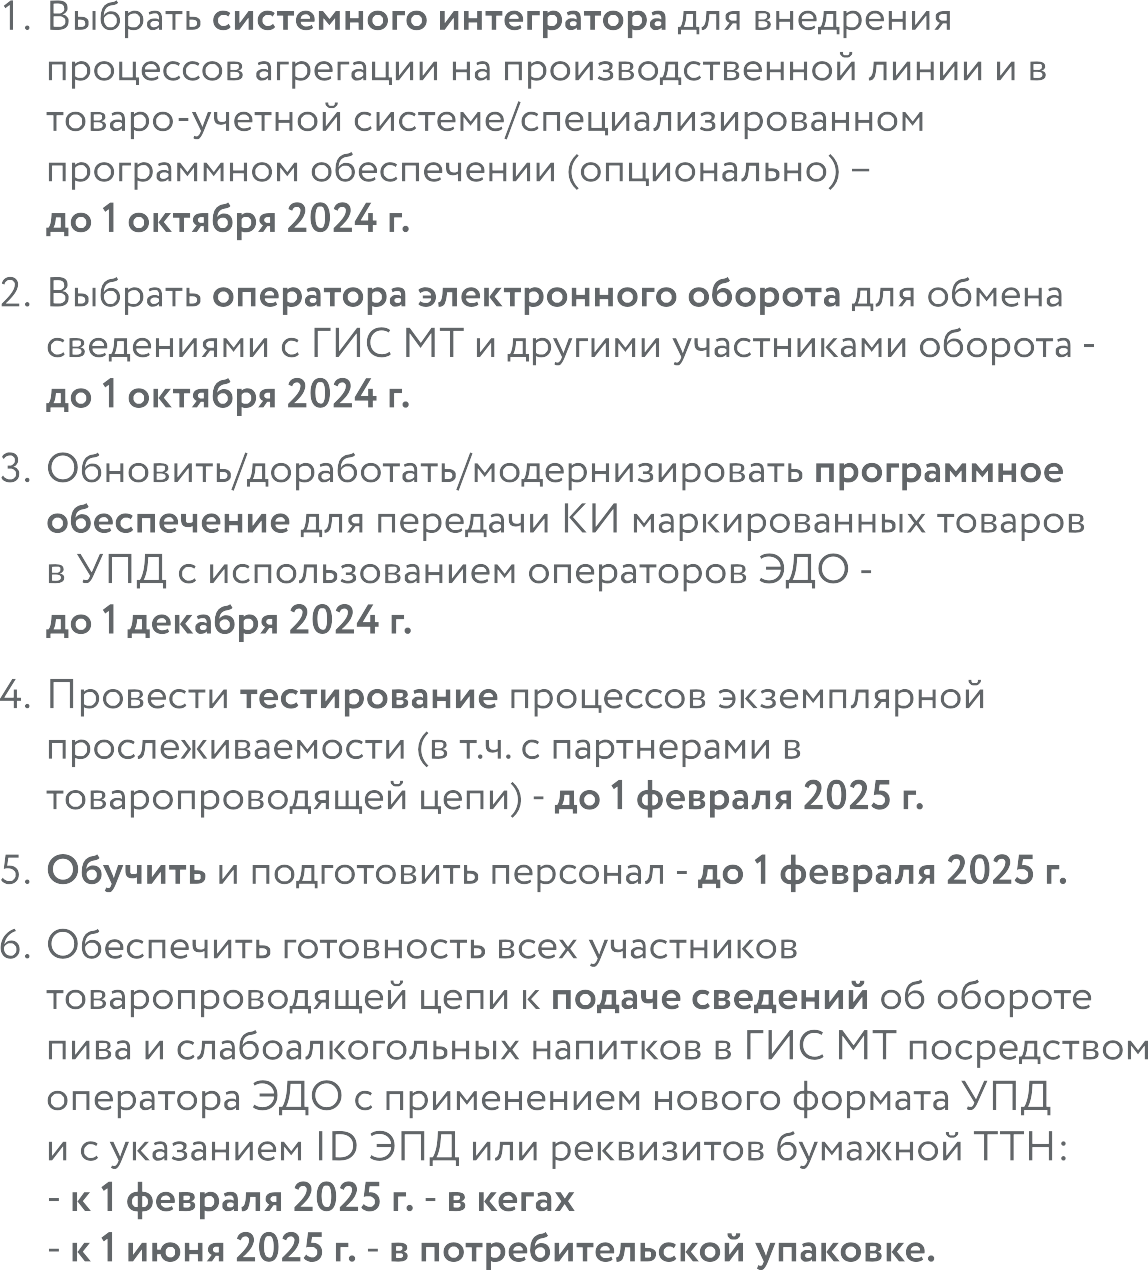 1. Выбрать системного интегратора для внедрения
процессов агрегации на производственной линии и в
товаро-учетной системе/специализированном
программном обеспечении (опционально) –
до 1 октября 2024 г.
2. Выбрать оператора электронного оборота для обмена
сведениями с ГИС МТ и другими участниками оборота -
до 1 октября 2024 г.
3. Обновить/доработать/модернизировать программное
обеспечение для передачи КИ маркированных товаров
в УПД с использованием операторов ЭДО -
до 1 декабря 2024 г.
4. Провести тестирование процессов экземплярной
прослеживаемости (в т.ч. с партнерами в
товаропроводящей цепи) - до 1 февраля 2025 г.
5. Обучить и подготовить персонал - до 1 февраля 2025 г.
6. Обеспечить готовность всех участников
товаропроводящей цепи к подаче сведений об обороте
пива и слабоалкогольных напитков в ГИС МТ посредством
оператора ЭДО с применением нового формата УПД
и с указанием ID ЭПД или реквизитов бумажной ТТН:
- к 1 февраля 2025 г. - в кегах
- к 1 июня 2025 г. - в потребительской упаковке.